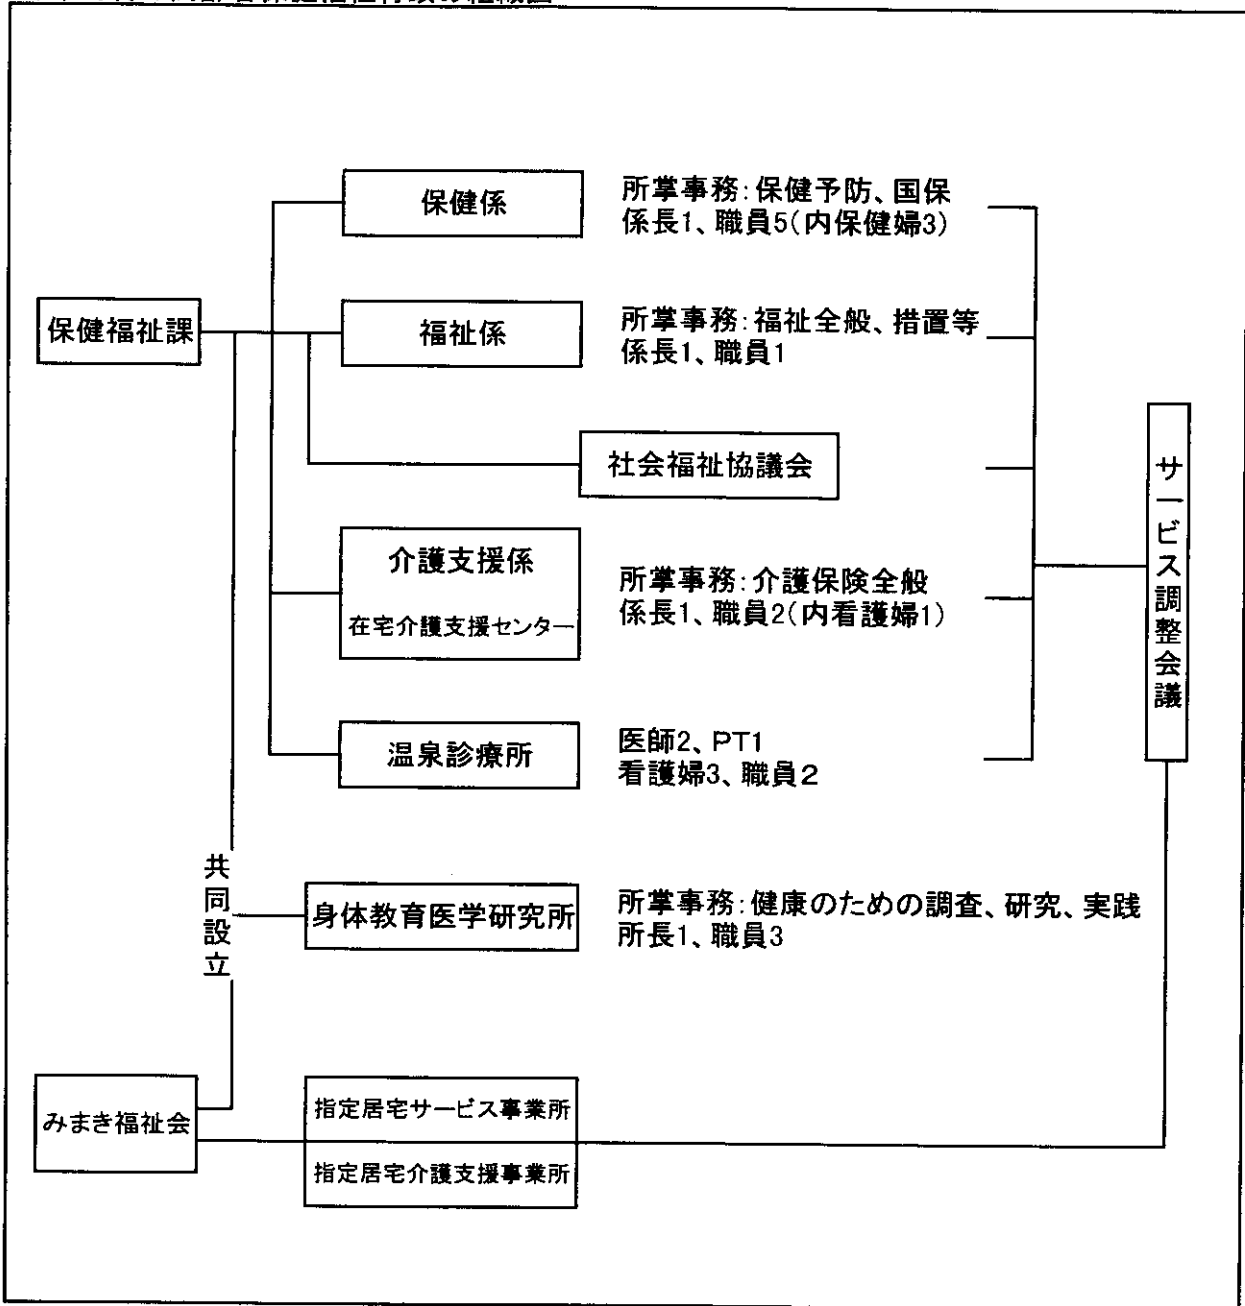 保健係
所掌事務:保健予防、国保
係長1、職員5(内保健婦3)
保健福祉課
福祉係
所掌事務:福祉全般、措置等
係長1、職員1
社会福祉協議会
介護支援係
在宅介護支援センター
所掌事務:介護保険全般
係長1、職員2(内看護婦1)
サービス調整会議
温泉診療所
医師2、PT1
看護婦3、職員2
共同設立
身体教育医学研究所
所掌事務:健康のための調査、研究、実践
所長1、職員3
みまき福祉会
指定居宅サービス事業所
指定居宅介護支援事業所